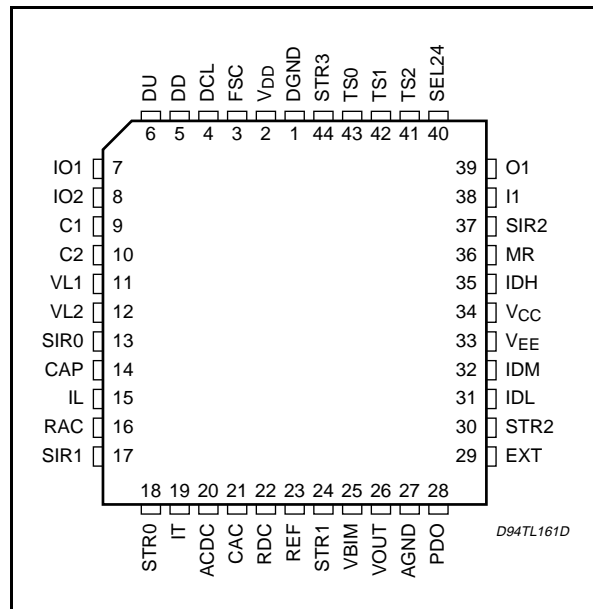 DU DD DCL FSC VDD DGND STR3 TS0 TS1 TS2 SEL24
6 5 4 3 2 1 44 43 42 41 40
IO1 7 39 O1
IO2 8 38 I1
C1 9 37 SIR2
C2 10 36 MR
VL1 11 35 IDH
VL2 12 34 VCC
SIR0 13 33 VEE
CAP 14 32 IDM
IL 15 31 IDL
RAC 16 30 STR2
SIR1 17 29 EXT
18 19 20 21 22 23 24 25 26 27 28
STR0 IT ACDC CAC RDC REF STR1 VBIM VOUT AGND PDO
D94TL161D